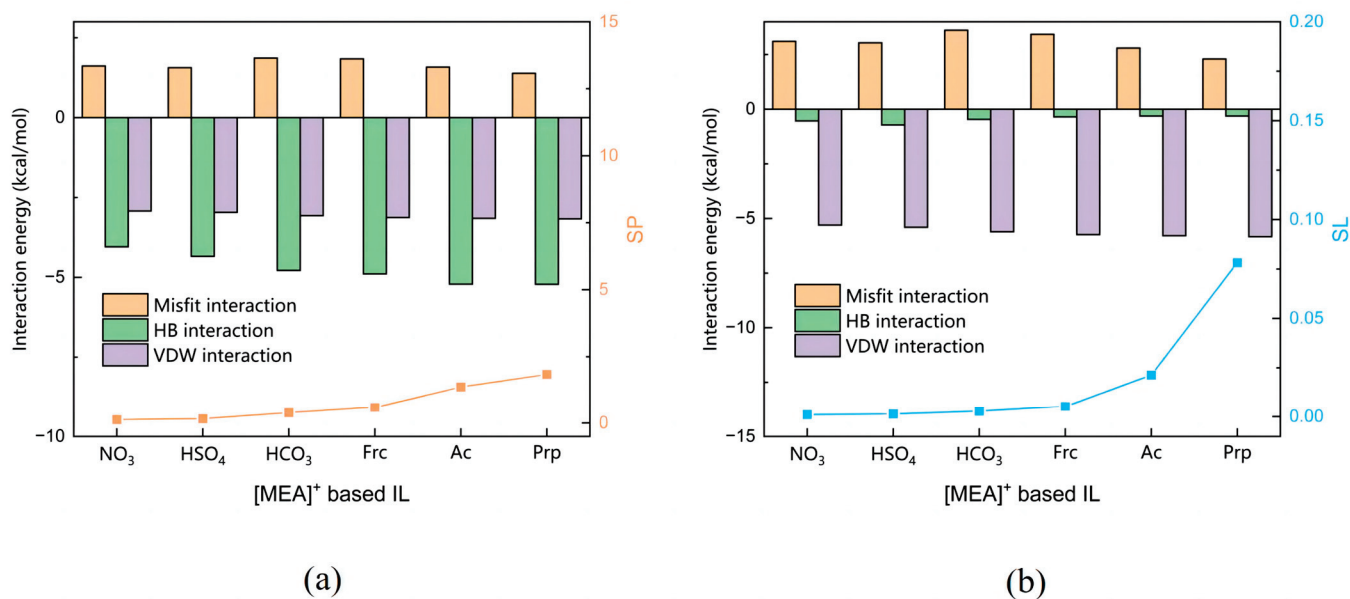 15
0
10
Interaction energy (kcal/mol)
SP
−5
5
Misfit interaction
HB interaction
VDW interaction
0
−10
NO₃ HSO₄ HCO₃ Frc Ac Prp
[MEA]⁺ based IL
(a)
0.20
0
0.15
Interaction energy (kcal/mol)
−5
0.10
SL
Misfit interaction
HB interaction
VDW interaction
−10
0.05
0.00
−15
NO₃ HSO₄ HCO₃ Frc Ac Prp
[MEA]⁺ based IL
(b)